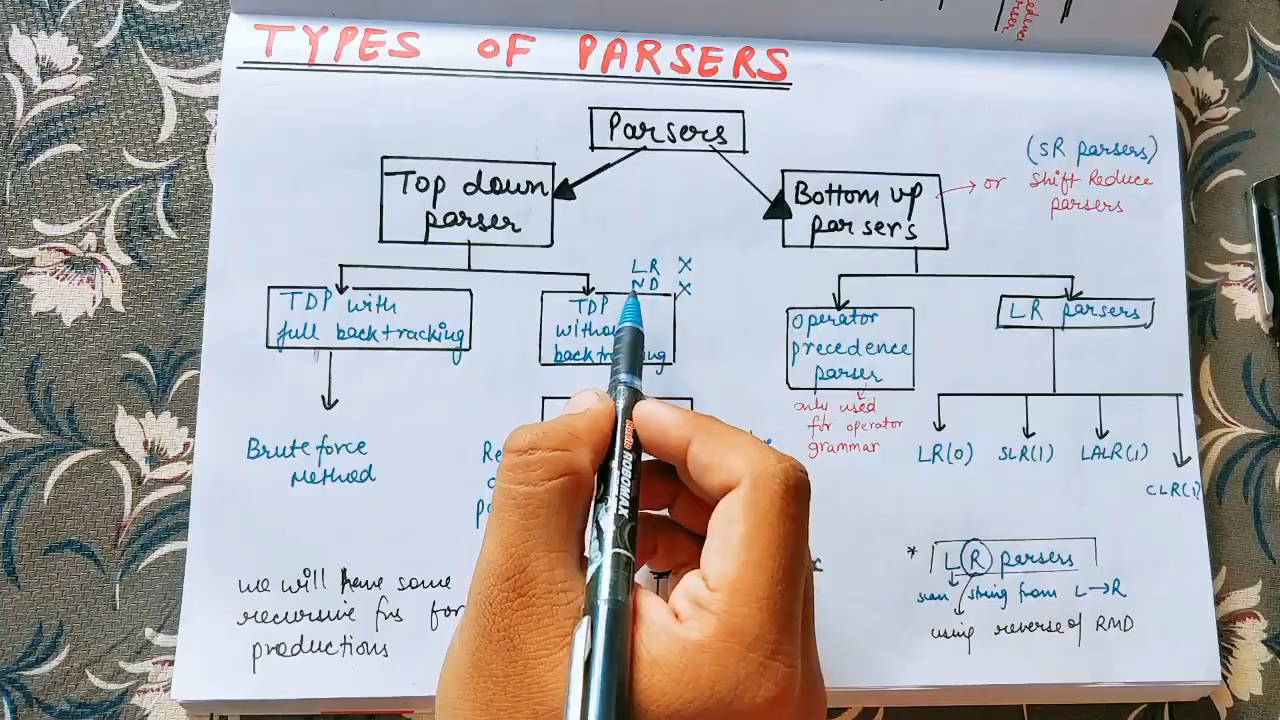 TYPES OF PARSERS
Parsers
Top down
parser
Bottom up
parsers
→ or
(SR parsers)
Shift Reduce
parsers
LR X
ND X
TDP with
full backtracking
TDP
without
backtracking
Operator
precedence
parser
LR parsers
only used
for operator
grammar
Brute force
Method
LR(0)
SLR(1)
LALR(1)
CLR(1)
* LR parsers
scan string from L→R
using reverse of RMD
we will have some
recursive fns for
productions
ROBOMAX